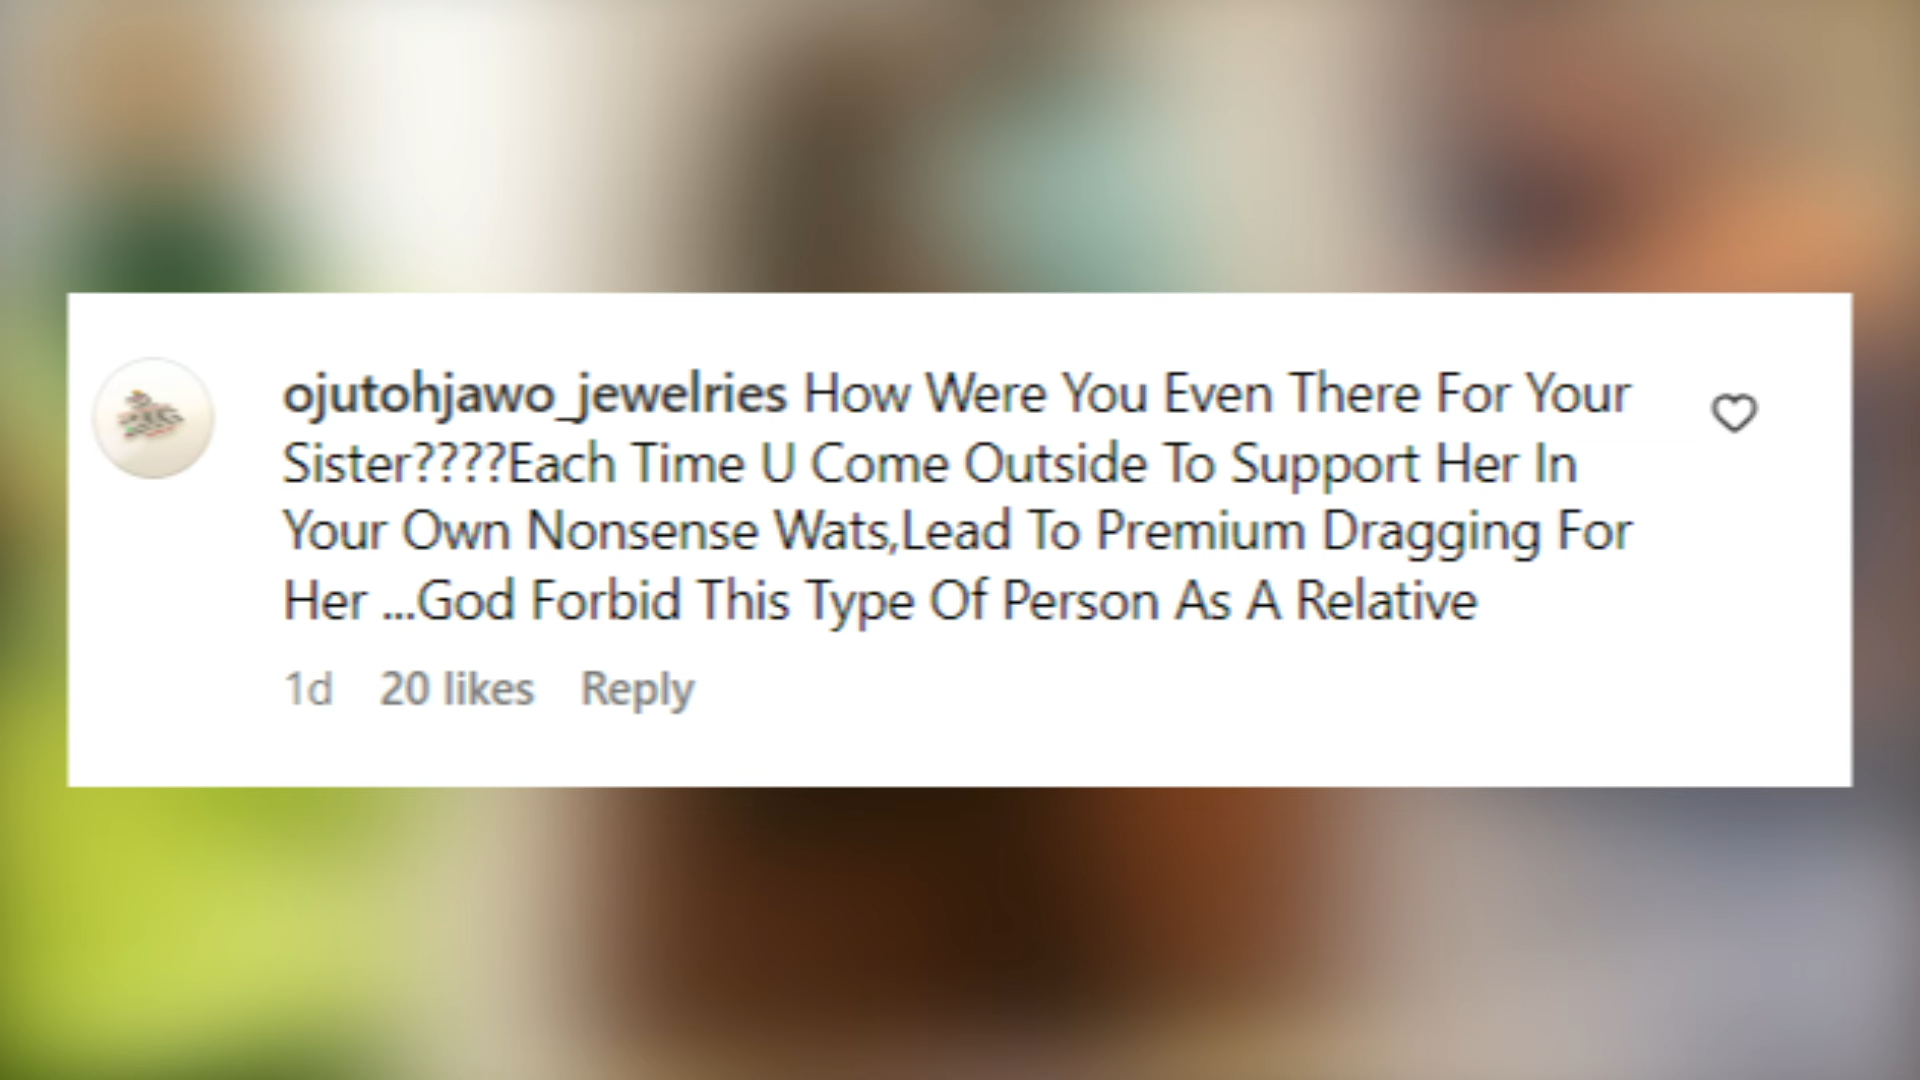 ojutohjawo_jewelries How Were You Even There For Your
Sister????Each Time U Come Outside To Support Her In
Your Own Nonsense Wats,Lead To Premium Dragging For
Her ...God Forbid This Type Of Person As A Relative
1d 20 likes Reply